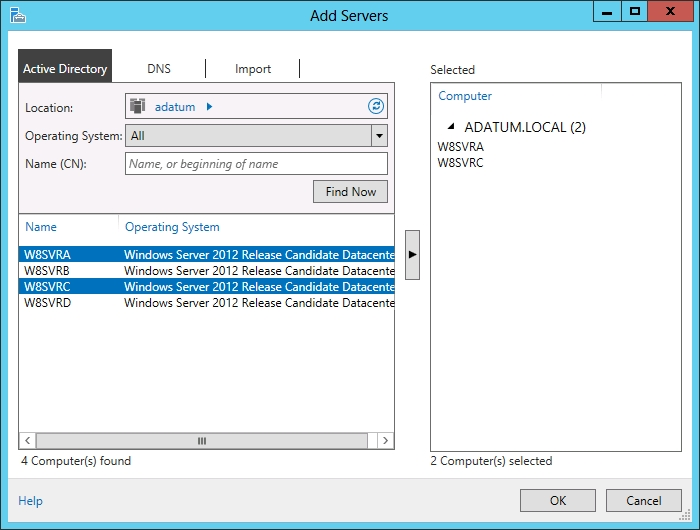 Add Servers
Active Directory
DNS
Import
Location:
adatum
Operating System:
All
Name (CN):
Name, or beginning of name
Find Now
Name Operating System
W8SVRA Windows Server 2012 Release Candidate Datacente
W8SVRB Windows Server 2012 Release Candidate Datacente
W8SVRC Windows Server 2012 Release Candidate Datacente
W8SVRD Windows Server 2012 Release Candidate Datacente
4 Computer(s) found
Selected
Computer
ADATUM.LOCAL (2)
W8SVRA
W8SVRC
2 Computer(s) selected
Help
OK
Cancel